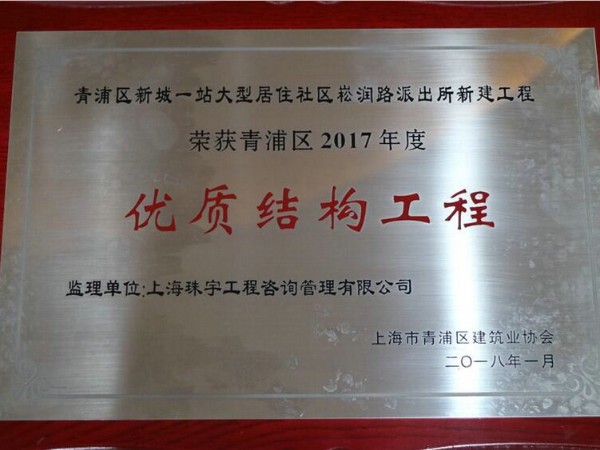 青浦区新城一站大型居住社区崧润路派出所新建工程
荣获青浦区2017年度
优质结构工程
监理单位:上海珠宇工程咨询管理有限公司
上海市青浦区建筑业协会
二〇一八年一月